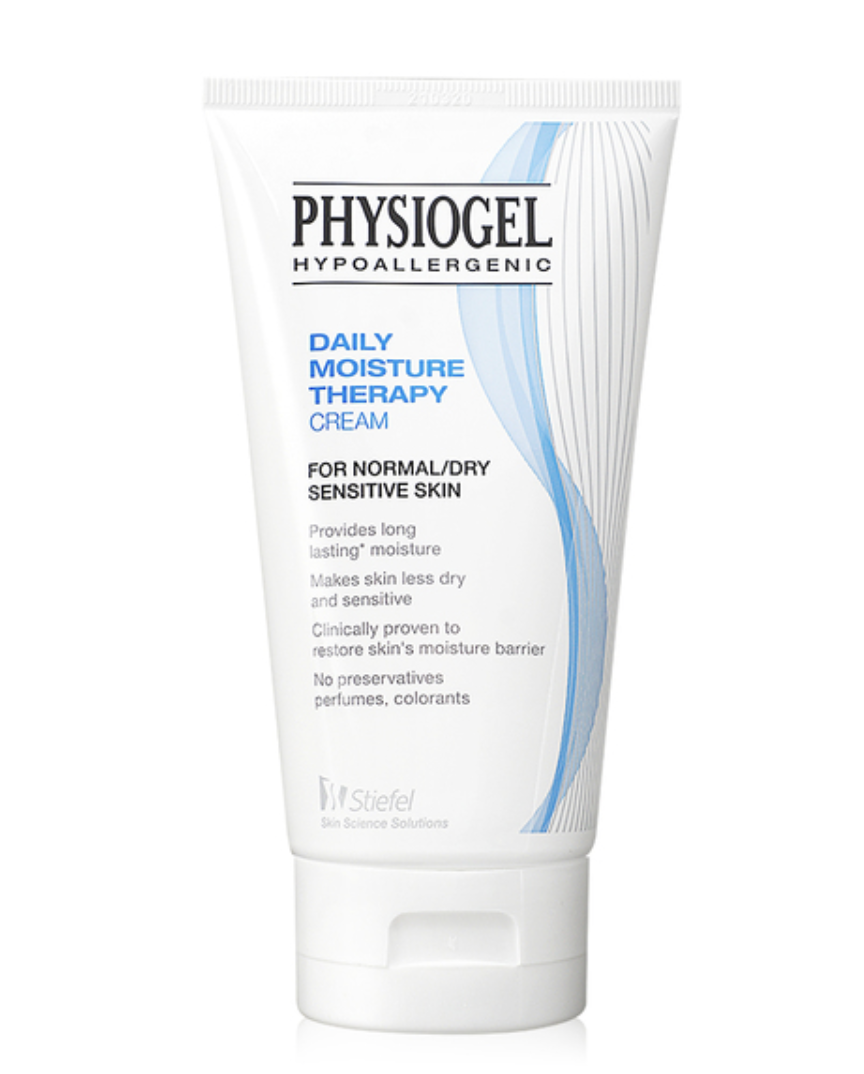 PHYSIOGEL
HYPOALLERGENIC
DAILY
MOISTURE
THERAPY
CREAM
FOR NORMAL/DRY
SENSITIVE SKIN
Provides long
lasting* moisture
Makes skin less dry
and sensitive
Clinically proven to
restore skin's moisture barrier
No preservatives
perfumes, colorants
Stiefel
Skin Science Solutions